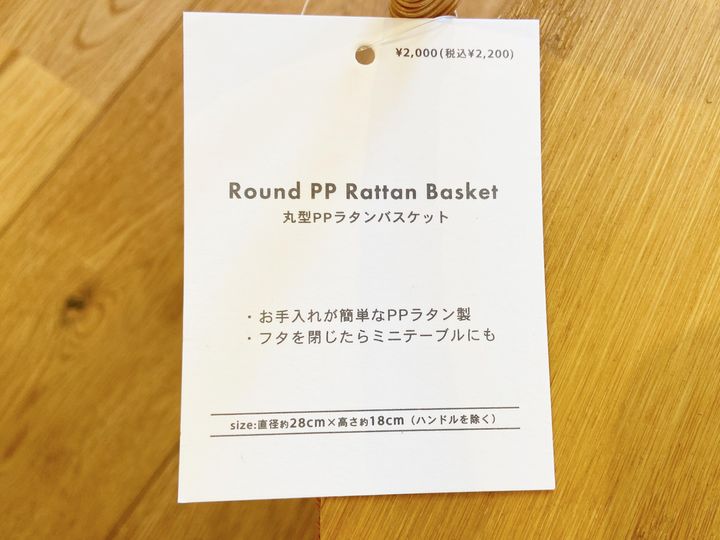 ¥2,000(税込¥2,200)
Round PP Rattan Basket
丸型PPラタンバスケット
・お手入れが簡単なPPラタン製
・フタを閉じたらミニテーブルにも
size:直径約28cm×高さ約18cm（ハンドルを除く）